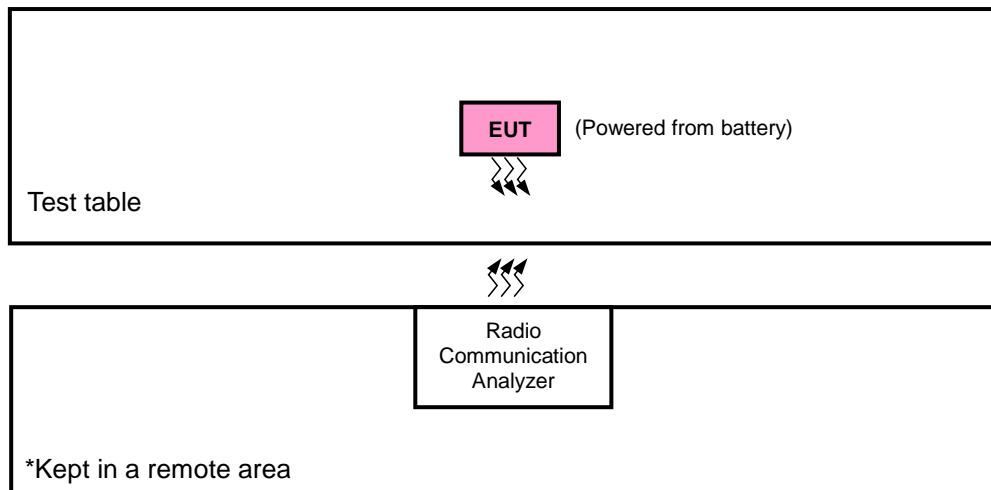 EUT
(Powered from battery)
Test table
Radio
Communication
Analyzer
*Kept in a remote area